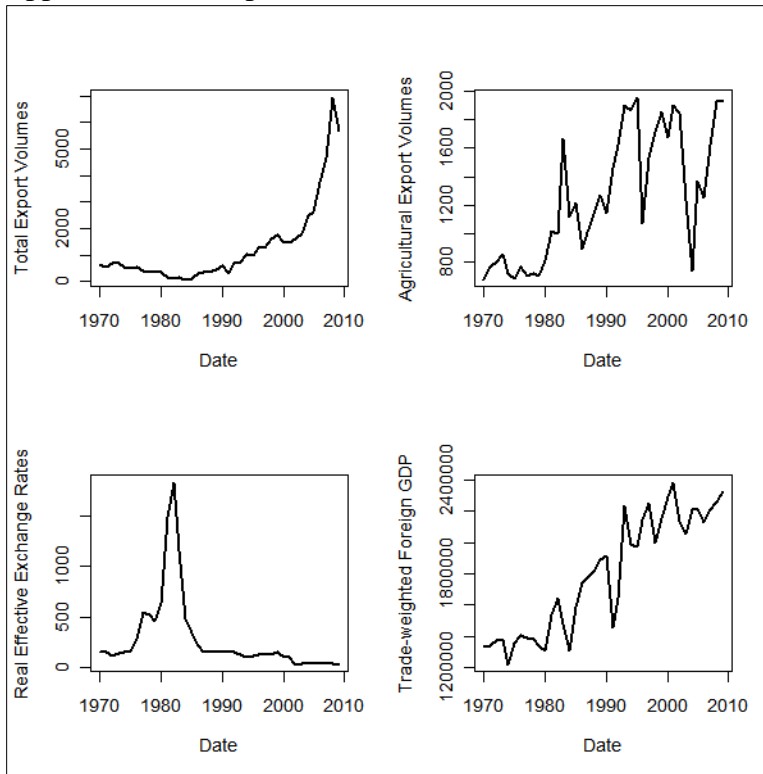 Total Export Volumes
0 2000 5000
1970 1980 1990 2000 2010
Date
Agricultural Export Volumes
800 1200 1600 2000
1970 1980 1990 2000 2010
Date
Real Effective Exchange Rates
0 500 1000
1970 1980 1990 2000 2010
Date
Trade-weighted Foreign GDP
1200000 1800000 2400000
1970 1980 1990 2000 2010
Date